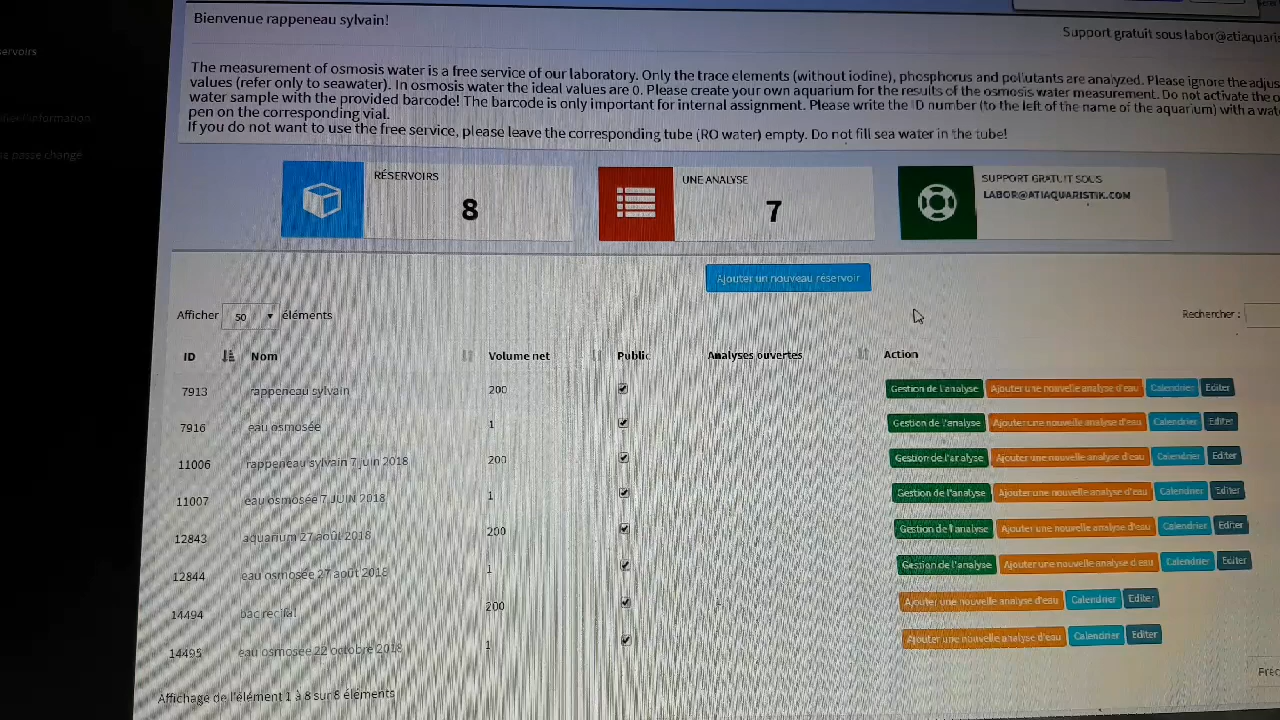 Bienvenue rappeneau sylvain!
Support gratuit sous labor@atiaquaris
ervoirs
The measurement of osmosis water is a free service of our laboratory. Only the trace elements (without iodine), phosphorus and pollutants are analyzed. Please ignore the adjus
values (refer only to seawater). In osmosis water the ideal values are 0. Please create your own aquarium for the results of the osmosis water measurement. Do not activate the o
water sample with the provided barcode! The barcode is only important for internal assignment. Please write the ID number (to the left of the name of the aquarium) with a wat
pen on the corresponding vial.
If you do not want to use the free service, please leave the corresponding tube (RO water) empty. Do not fill sea water in the tube!
l'information
passe changé
RÉSERVOIRS
8
UNE ANALYSE
7
SUPPORT GRATUIT SOUS
LABOR@ATIAQUARISTIK.COM
Ajouter un nouveau réservoir
Afficher 50 éléments
Rechercher :
ID Nom Volume net Public Analyses ouvertes Action
7913 rappeneau sylvain 200 Gestion de l'analyse Ajouter une nouvelle analyse d'eau Calendrier Editer
7916 eau osmosée 1 Gestion de l'analyse Ajouter une nouvelle analyse d'eau Calendrier Editer
11006 rappeneau sylvain 7 juin 2018 200 Gestion de l'analyse Ajouter une nouvelle analyse d'eau Calendrier Editer
11007 eau osmosée 7 JUIN 2018 Gestion de l'analyse Ajouter une nouvelle analyse d'eau Calendrier Editer
12843 27 août 200 Gestion de l'analyse Ajouter une nouvelle analyse d'eau Calendrier Editer
12844 eau osmosée 27 août 201 Gestion de l'analyse Ajouter une nouvelle analyse d'eau Calendrier Editer
14494 200 Ajouter une nouvelle analyse d'eau Calendrier Editer
14495 eau osmosée 22 octobre 2018 1 Ajouter une nouvelle analyse d'eau Calendrier Editer
Affichage de l'élément 1 à 8 sur 8 éléments